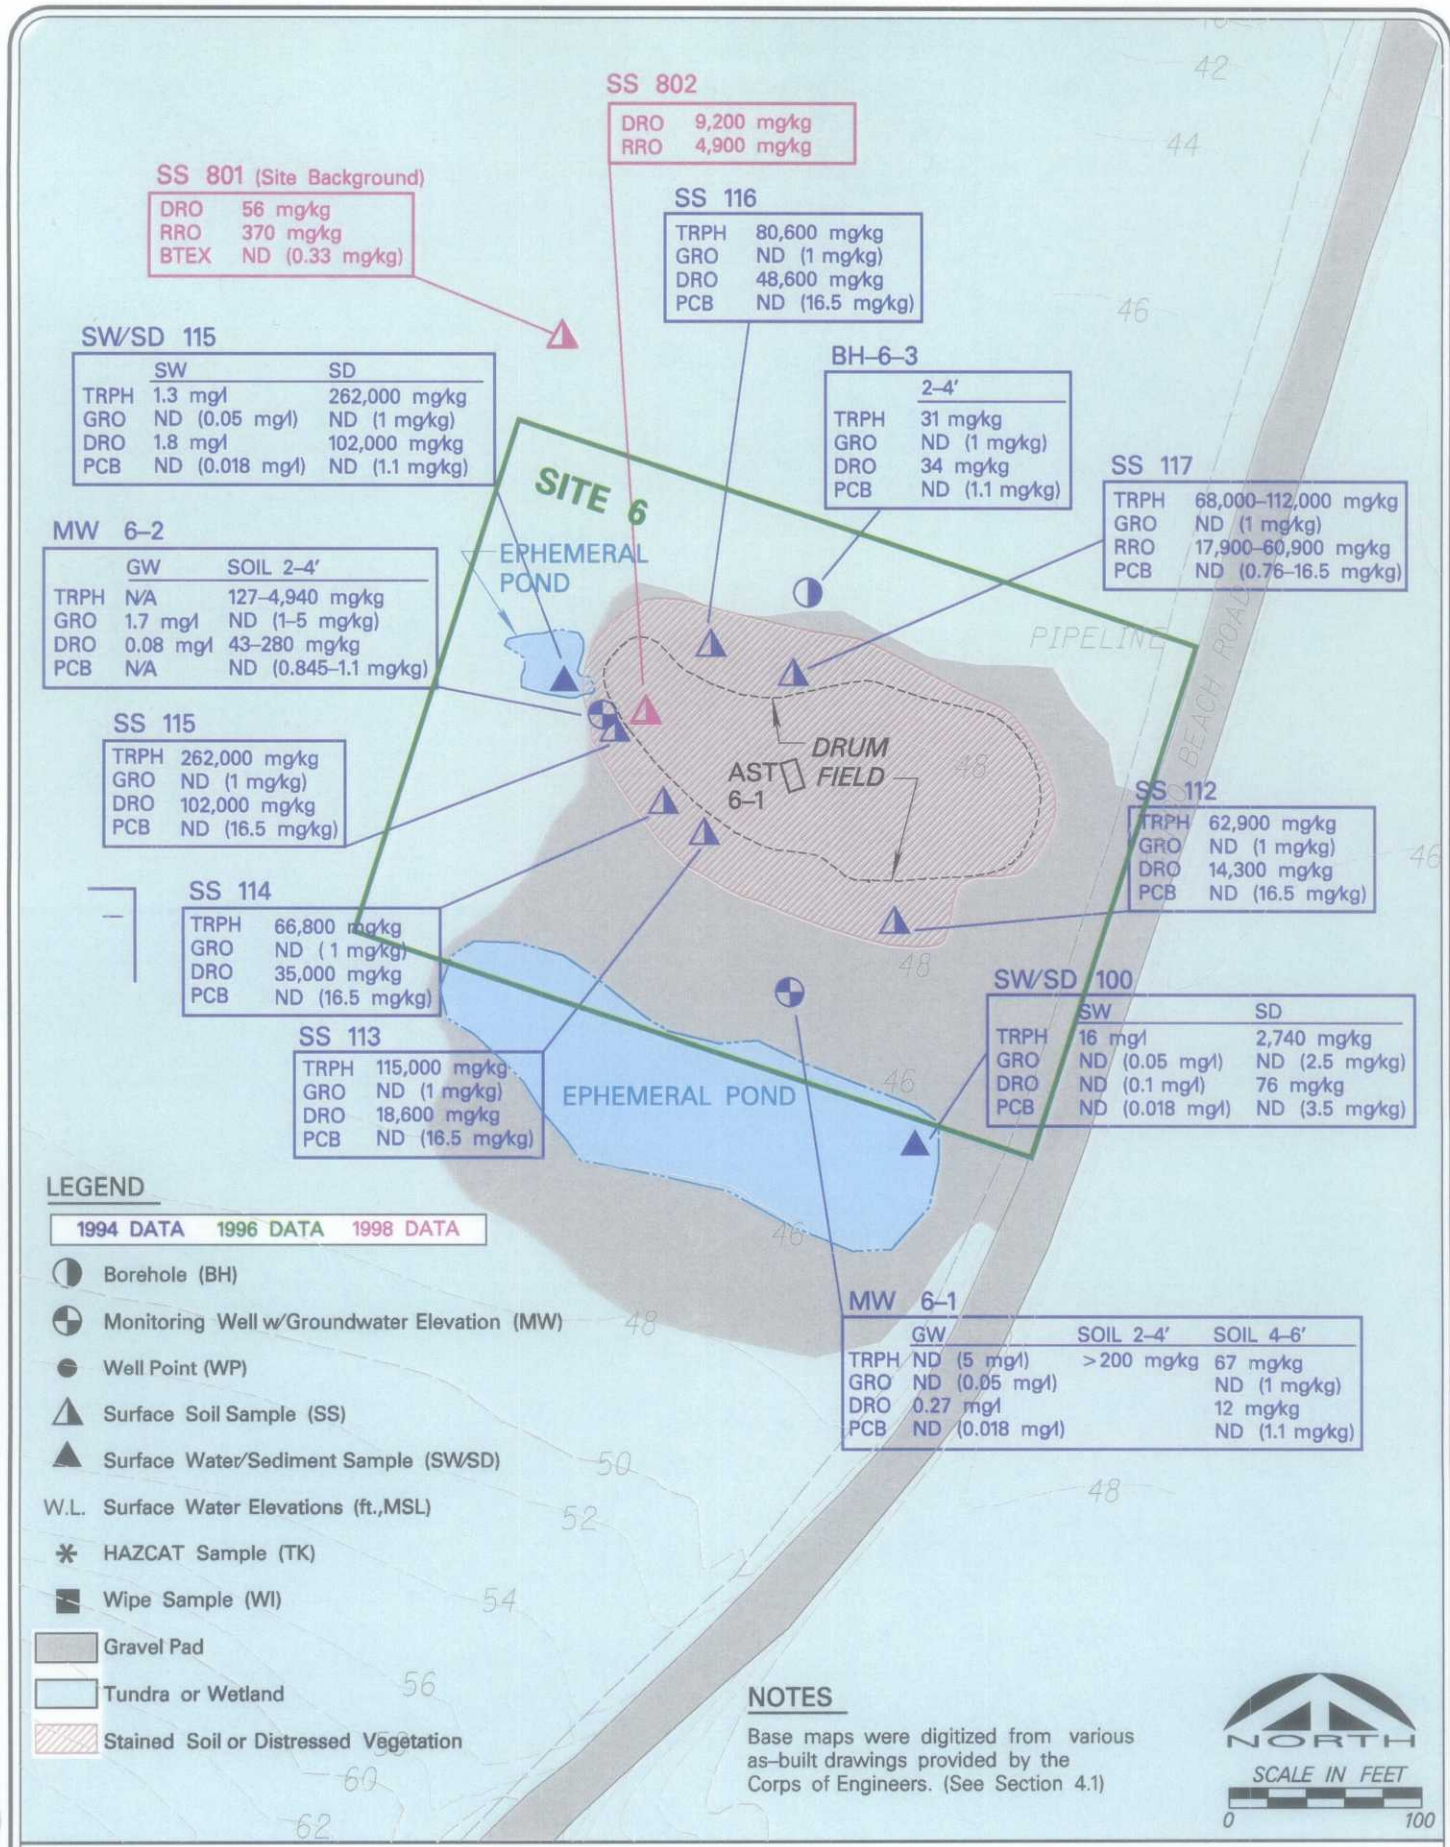 42
44
SS 802
DRO 9,200 mg/kg
RRO 4,900 mg/kg
SS 801 (Site Background)
DRO 56 mg/kg
RRO 370 mg/kg
BTEX ND (0.33 mg/kg)
SS 116
TRPH 80,600 mg/kg
GRO ND (1 mg/kg)
DRO 48,600 mg/kg
PCB ND (16.5 mg/kg)
46
SW/SD 115
SW SD
TRPH 1.3 mg/l 262,000 mg/kg
GRO ND (0.05 mg/l) ND (1 mg/kg)
DRO 1.8 mg/l 102,000 mg/kg
PCB ND (0.018 mg/l) ND (1.1 mg/kg)
BH-6-3
2-4'
TRPH 31 mg/kg
GRO ND (1 mg/kg)
DRO 34 mg/kg
PCB ND (1.1 mg/kg)
SS 117
TRPH 68,000-112,000 mg/kg
GRO ND (1 mg/kg)
RRO 17,900-60,900 mg/kg
PCB ND (0.76-16.5 mg/kg)
SITE 6
EPHEMERAL
POND
MW 6-2
GW SOIL 2-4'
TRPH N/A 127-4,940 mg/kg
GRO 1.7 mg/l ND (1-5 mg/kg)
DRO 0.08 mg/l 43-280 mg/kg
PCB N/A ND (0.845-1.1 mg/kg)
PIPELINE
BEACH ROAD
SS 115
TRPH 262,000 mg/kg
GRO ND (1 mg/kg)
DRO 102,000 mg/kg
PCB ND (16.5 mg/kg)
DRUM
FIELD
AST
6-1
48
SS 112
TRPH 62,900 mg/kg
GRO ND (1 mg/kg)
DRO 14,300 mg/kg
PCB ND (16.5 mg/kg)
46
SS 114
TRPH 66,800 mg/kg
GRO ND (1 mg/kg)
DRO 35,000 mg/kg
PCB ND (16.5 mg/kg)
48
SW/SD 100
SW SD
TRPH 16 mg/l 2,740 mg/kg
GRO ND (0.05 mg/l) ND (2.5 mg/kg)
DRO ND (0.1 mg/l) 76 mg/kg
PCB ND (0.018 mg/l) ND (3.5 mg/kg)
SS 113
TRPH 115,000 mg/kg
GRO ND (1 mg/kg)
DRO 18,600 mg/kg
PCB ND (16.5 mg/kg)
EPHEMERAL POND
46
46
48
MW 6-1
GW SOIL 2-4' SOIL 4-6'
TRPH ND (5 mg/l) >200 mg/kg 67 mg/kg
GRO ND (0.05 mg/l) ND (1 mg/kg)
DRO 0.27 mg/l 12 mg/kg
PCB ND (0.018 mg/l) ND (1.1 mg/kg)
LEGEND
1994 DATA 1996 DATA 1998 DATA
Borehole (BH)
Monitoring Well w/Groundwater Elevation (MW)
Well Point (WP)
Surface Soil Sample (SS)
Surface Water/Sediment Sample (SW/SD)
W.L. Surface Water Elevations (ft.,MSL)
HAZCAT Sample (TK)
Wipe Sample (WI)
Gravel Pad
Tundra or Wetland
Stained Soil or Distressed Vegetation
50
52
54
56
58
60
62
48
NOTES
Base maps were digitized from various
as-built drawings provided by the
Corps of Engineers. (See Section 4.1)
NORTH
SCALE IN FEET
0 100